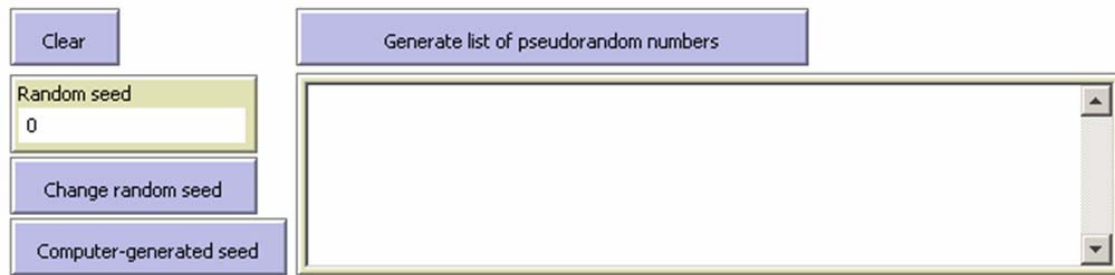 Clear
Generate list of pseudorandom numbers
Random seed
0
Change random seed
Computer-generated seed